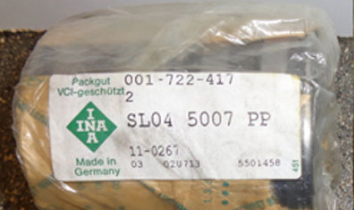 Packgut 001-722-417
VCI-geschützt 2
INA
SL04 5007 PP
11-0267
Made in 03 02U713 5501458
Germany